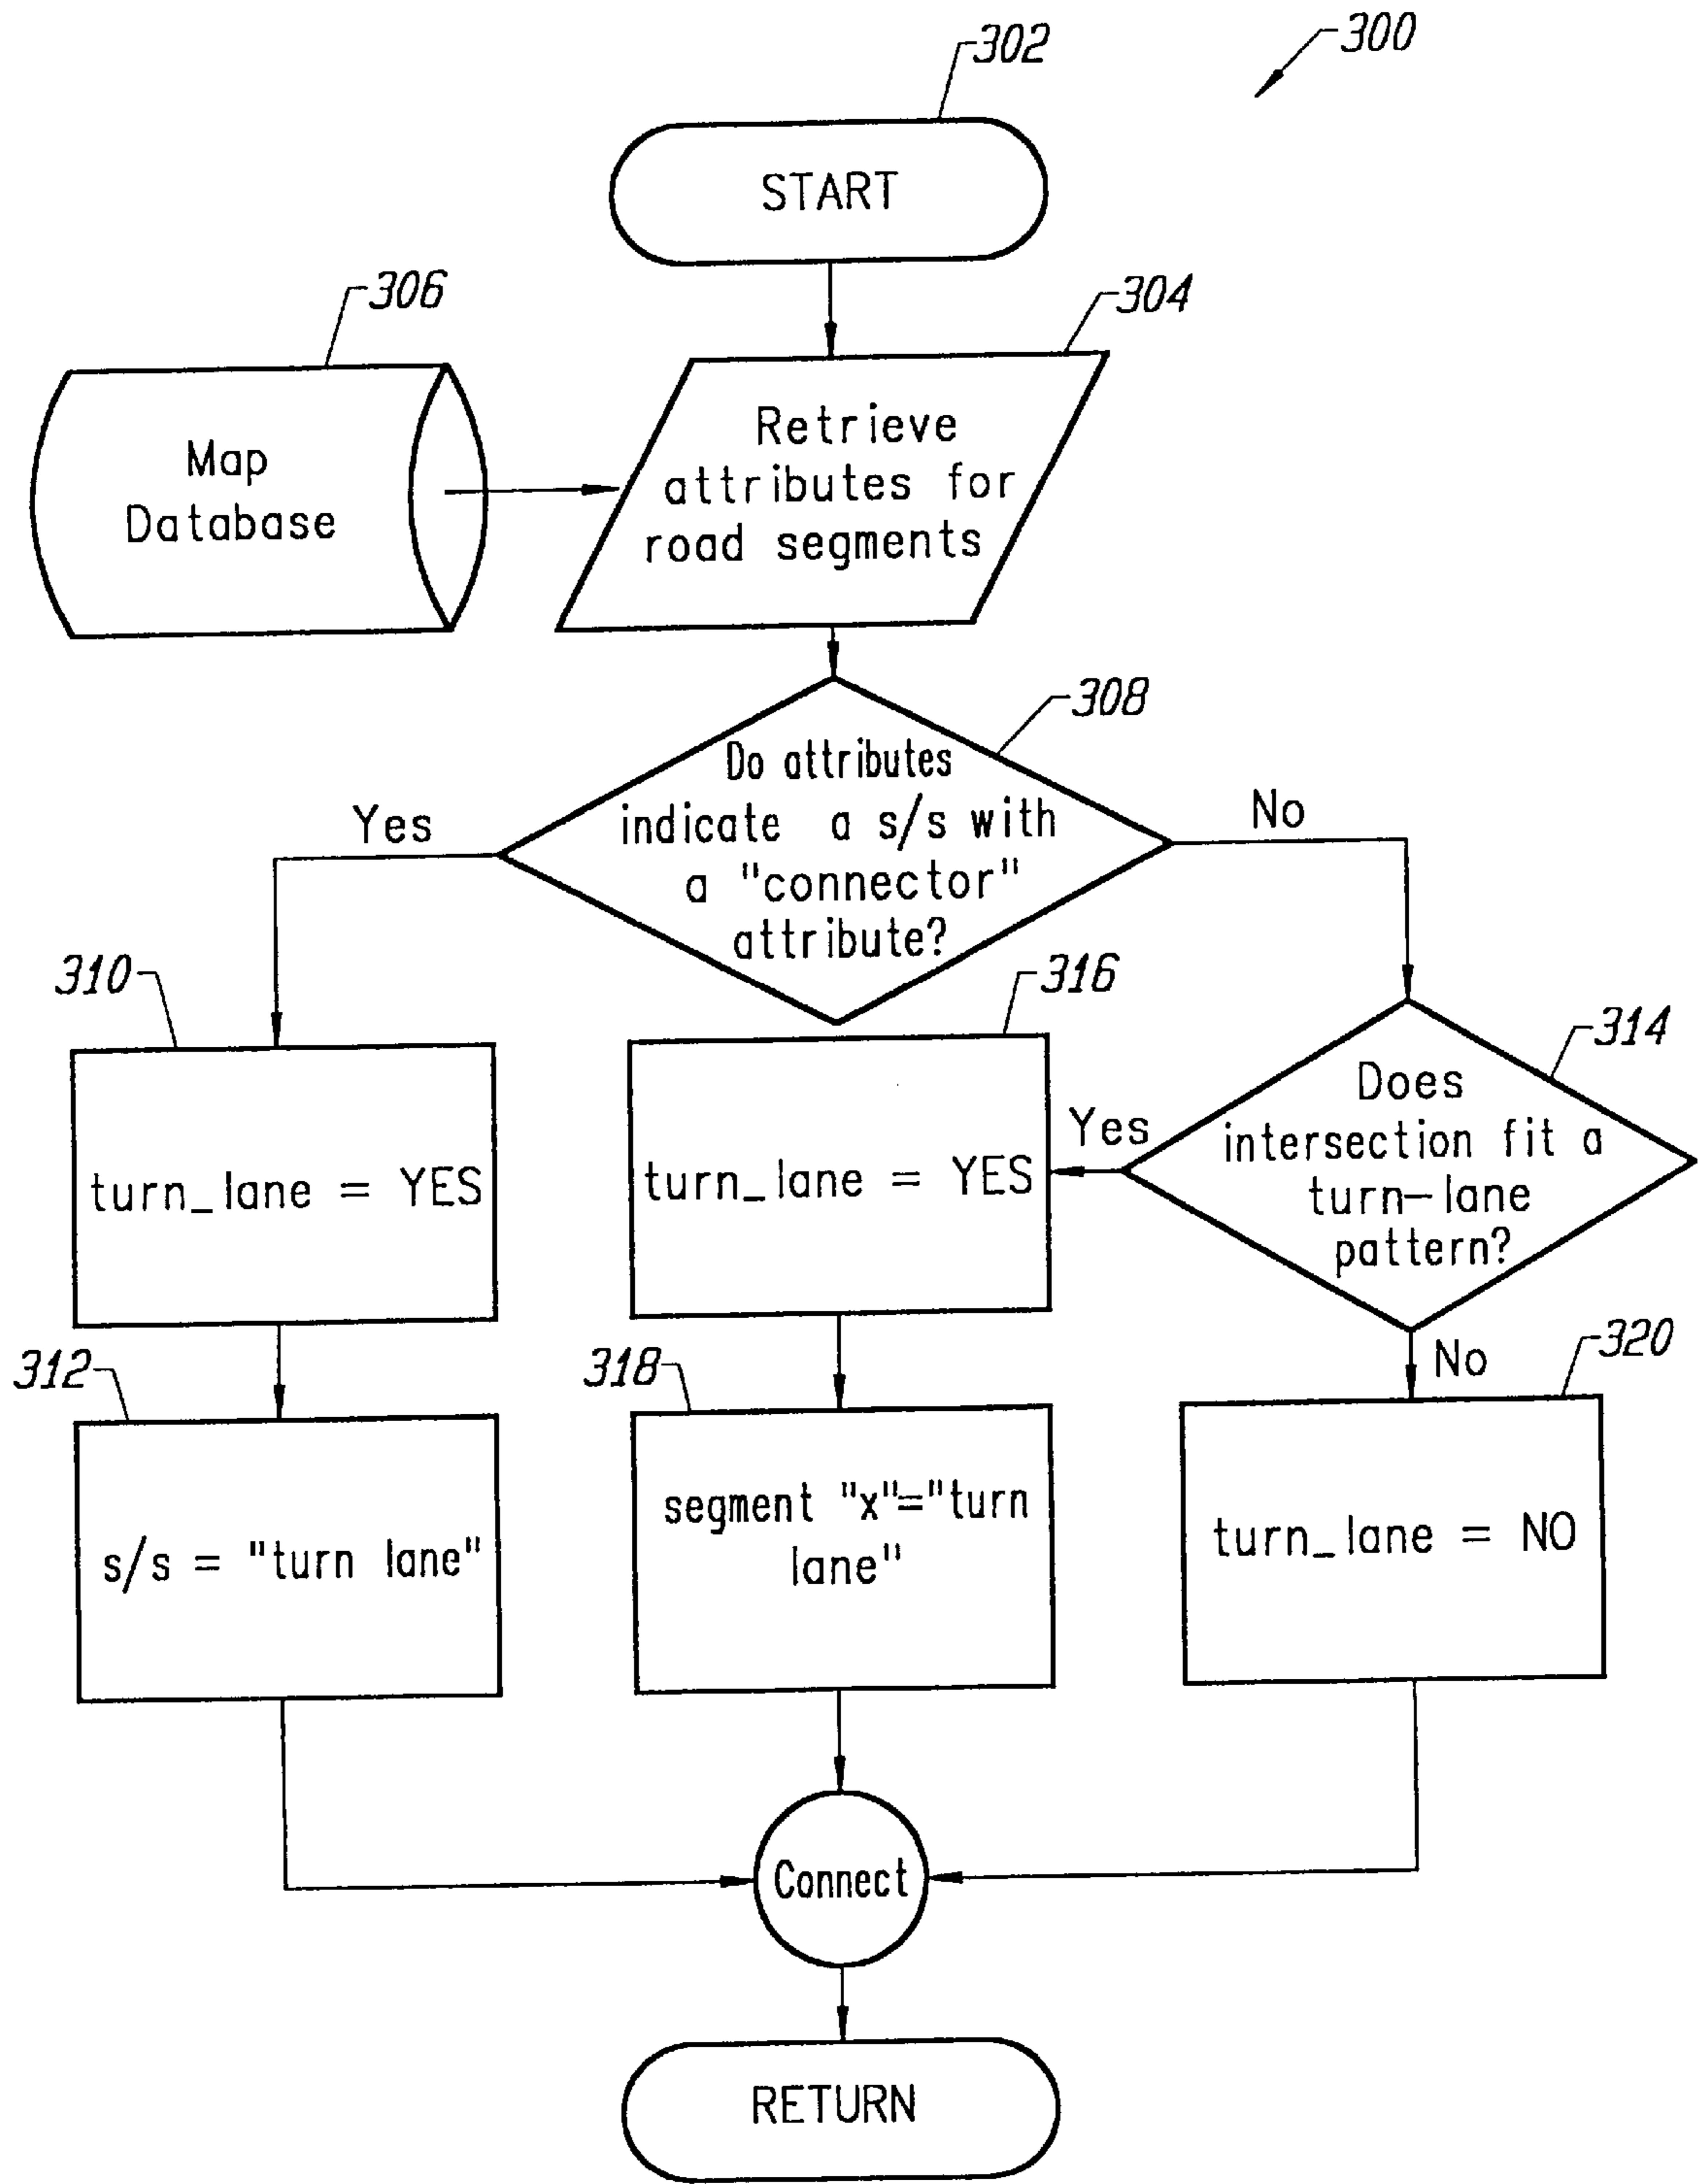 300
302
START
306
304
Map
Database
Retrieve
attributes for
road segments
308
Do attributes
indicate a s/s with
a "connector"
attribute?
Yes
No
310
turn_lane = YES
316
turn_lane = YES
314
Does
intersection fit a
turn-lane
pattern?
Yes
No
312
s/s = "turn lane"
318
segment "x"="turn
lane"
320
turn_lane = NO
Connect
RETURN